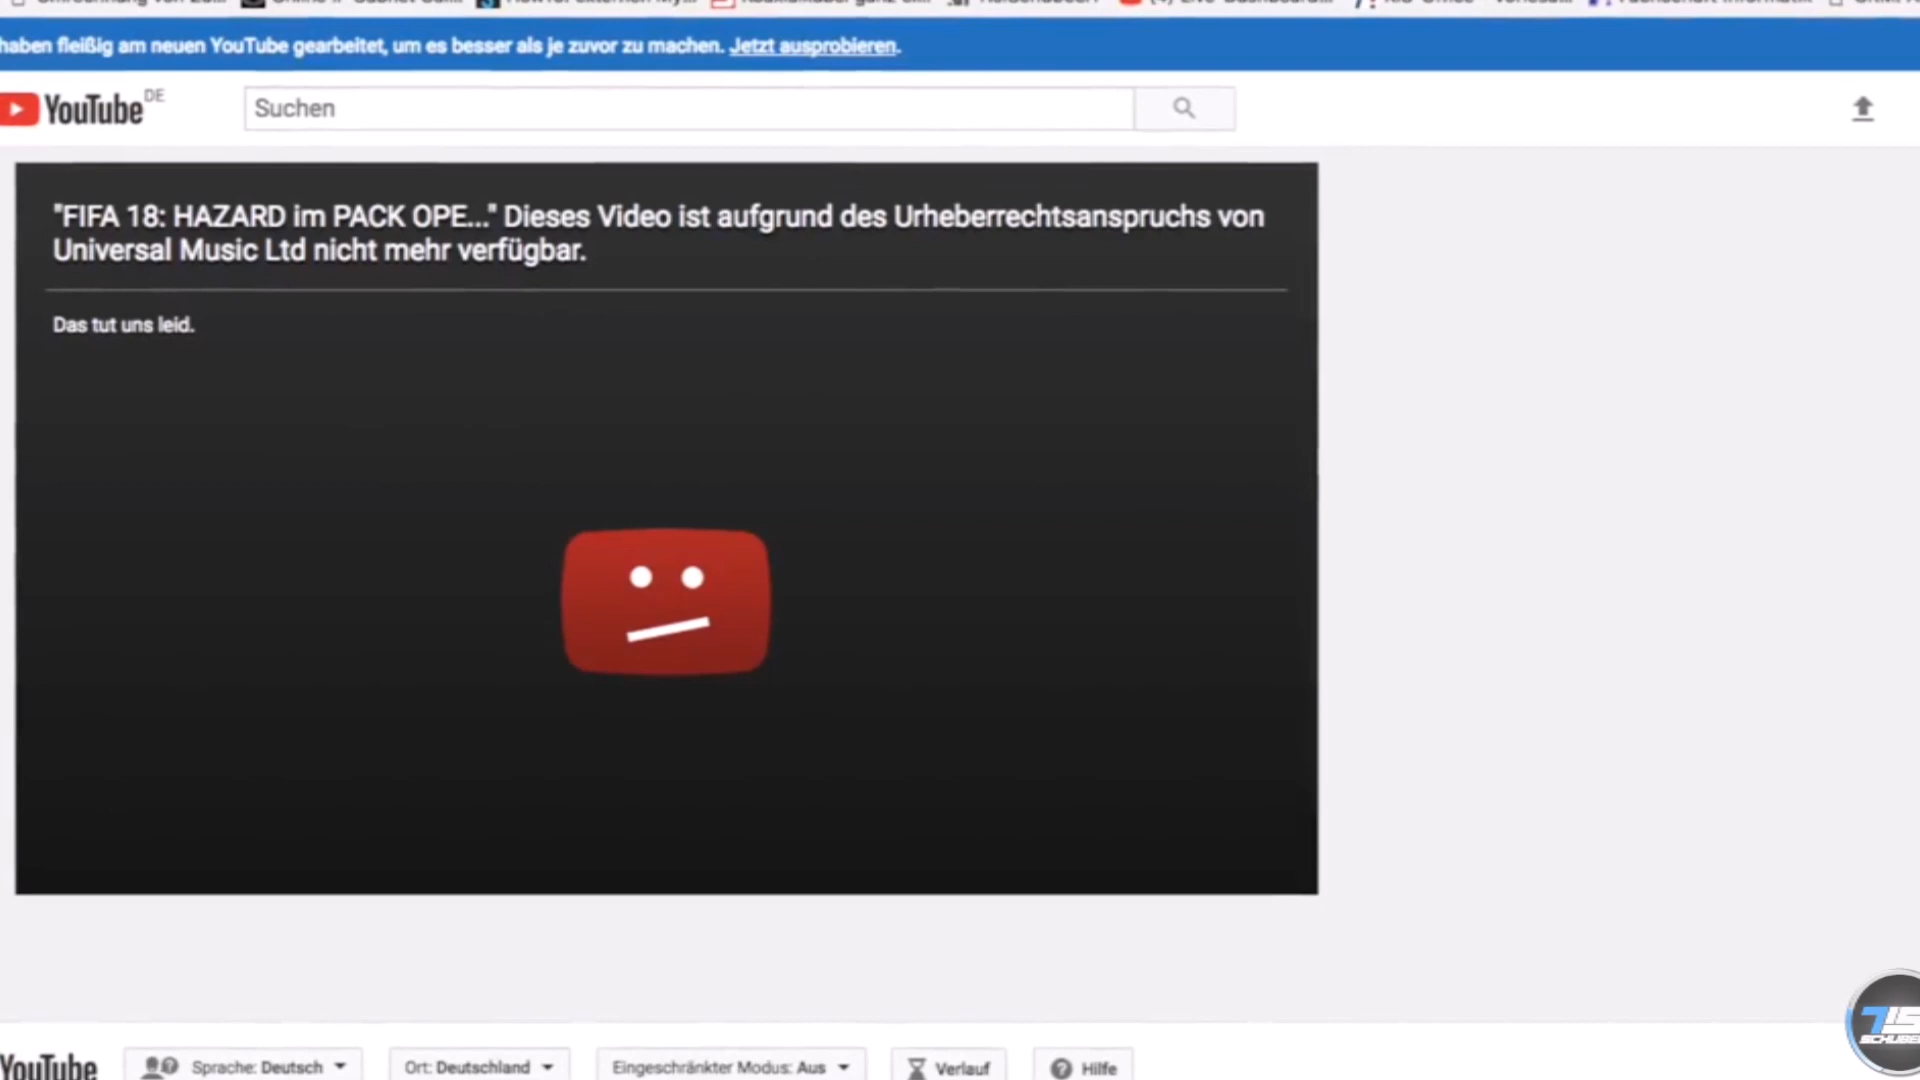 haben fleißig am neuen YouTube gearbeitet, um es besser als je zuvor zu machen. Jetzt ausprobieren.
YouTube DE
Suchen
"FIFA 18: HAZARD im PACK OPE..." Dieses Video ist aufgrund des Urheberrechtsanspruchs von
Universal Music Ltd nicht mehr verfügbar.
Das tut uns leid.
YouTube
Sprache: Deutsch
Ort: Deutschland
Eingeschränkter Modus: Aus
Verlauf
Hilfe